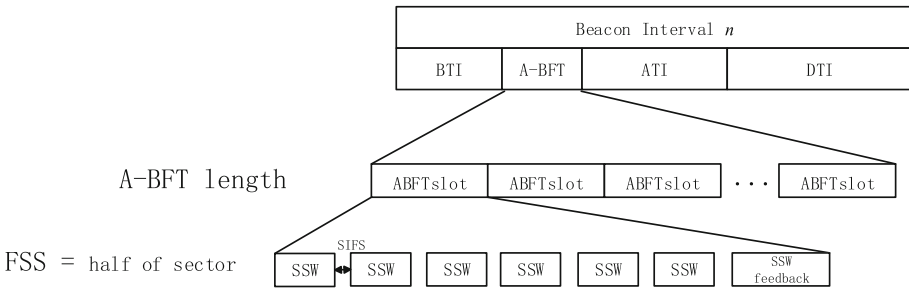 Beacon Interval n
BTI A-BFT ATI DTI
A-BFT length ABFTslot ABFTslot ABFTslot ... ABFTslot
SIFS
FSS = half of sector SSW SSW SSW SSW SSW SSW SSW
feedback